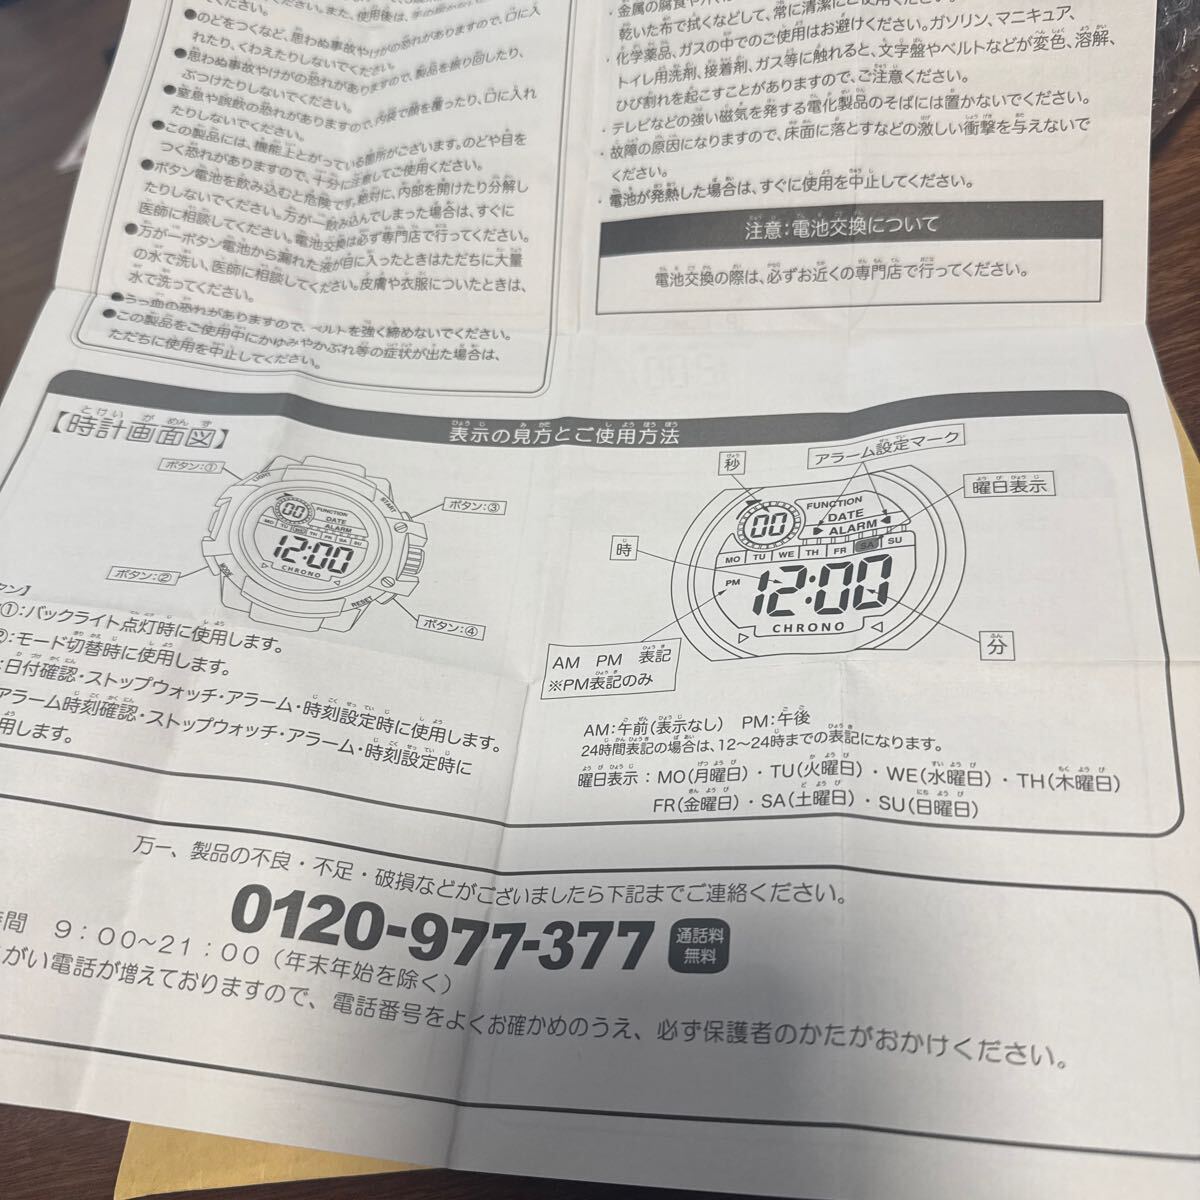 ください。また、使用後は、
●のどをつくなど、思わぬ事故やけがの恐れがありますので、口に入
れたり、くわえたりしないでください。
●思わぬ事故やけがの恐れがありますので、製品を振り回したり、
ぶつけたりしないでください。
●窒息や誤飲の恐れがありますので、内袋で顔を覆ったり、口に入れ
たりしないでください。
●この製品には、機能上とがっている箇所がございます。のどや目を
つく恐れがありますので、十分に注意してご使用ください。
●ボタン電池を飲み込むと危険です。絶対に、内部を開けたり分解し
たりしないでください。万が一飲み込んでしまった場合は、すぐに
医師に相談してください。電池交換は必ず専門店で行ってください。
●万が一ボタン電池から漏れた液が目に入ったときはただちに大量
の水で洗い、医師に相談してください。皮膚や衣服についたときは、
水で洗ってください。
●うっ血の恐れがありますので、ベルトを強く締めないでください。
●この製品をご使用中にかゆみやかぶれ等の症状が出た場合は、
ただちに使用を中止してください。
乾いた布で拭くなどして、常に清潔にご使用ください。
・化学薬品、ガスの中でのご使用はお避けください。ガソリン、マニキュア、
トイレ用洗剤、接着剤、ガス等に触れると、文字盤やベルトなどが変色、溶解、
ひび割れを起こすことがありますので、ご注意ください。
・テレビなどの強い磁気を発する電化製品のそばには置かないでください。
・故障の原因になりますので、床面に落とすなどの激しい衝撃を与えないで
ください。
・電池が発熱した場合は、すぐに使用を中止してください。
注意：電池交換について
電池交換の際は、必ずお近くの専門店で行ってください。
表示の見方とご使用方法
【時計画面図】
ボタン：①
ボタン：③
ボタン：②
ボタン：④
LIGHT
START
MODE
RESET
00
FUNCTION
DATE
ALARM
MO TU WE TH FR SA SU
12:00
CHRONO
①：バックライト点灯時に使用します。
②：モード切替時に使用します。
：日付確認・ストップウォッチ・アラーム・時刻設定時に使用します。
アラーム時刻確認・ストップウォッチ・アラーム・時刻設定時に
用します。
秒
アラーム設定マーク
曜日表示
時
分
00
FUNCTION
DATE
ALARM
MO TU WE TH FR SA SU
PM
12:00
CHRONO
AM PM 表記
※PM表記のみ
AM：午前（表示なし） PM：午後
24時間表記の場合は、12～24時までの表記になります。
曜日表示：MO（月曜日）・TU（火曜日）・WE（水曜日）・TH（木曜日）
FR（金曜日）・SA（土曜日）・SU（日曜日）
万一、製品の不良・不足・破損などがございましたら下記までご連絡ください。
0120-977-377
通話料
無料
時間 9：00～21：00（年末年始を除く）
がい電話が増えておりますので、電話番号をよくお確かめのうえ、必ず保護者のかたがおかけください。